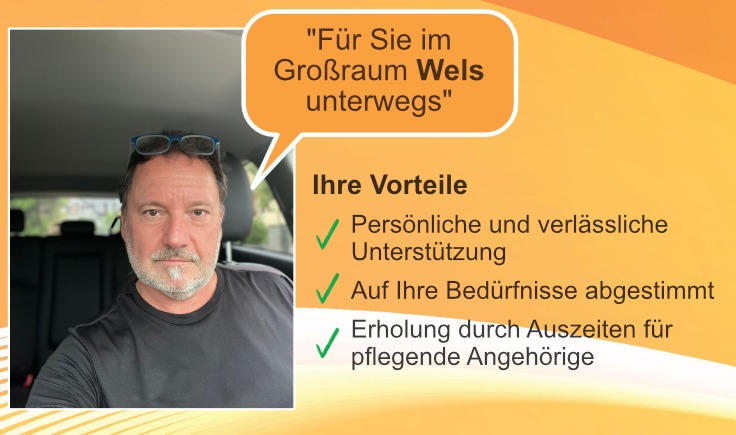 "Für Sie im
Großraum Wels
unterwegs"
Ihre Vorteile
Persönliche und verlässliche
Unterstützung
Auf Ihre Bedürfnisse abgestimmt
Erholung durch Auszeiten für
pflegende Angehörige